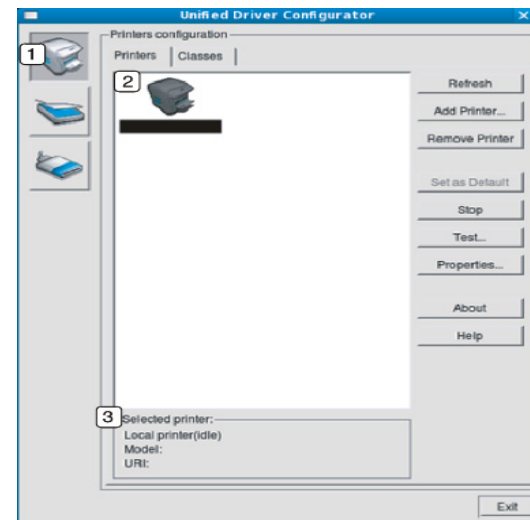 Unified Driver Configurator
Printers configuration
1
Printers Classes
2
Refresh
Add Printer...
Remove Printer
Set as Default
Stop
Test...
Properties...
About
Help
3
Selected printer:
Local printer(idle)
Model:
URI:
Exit